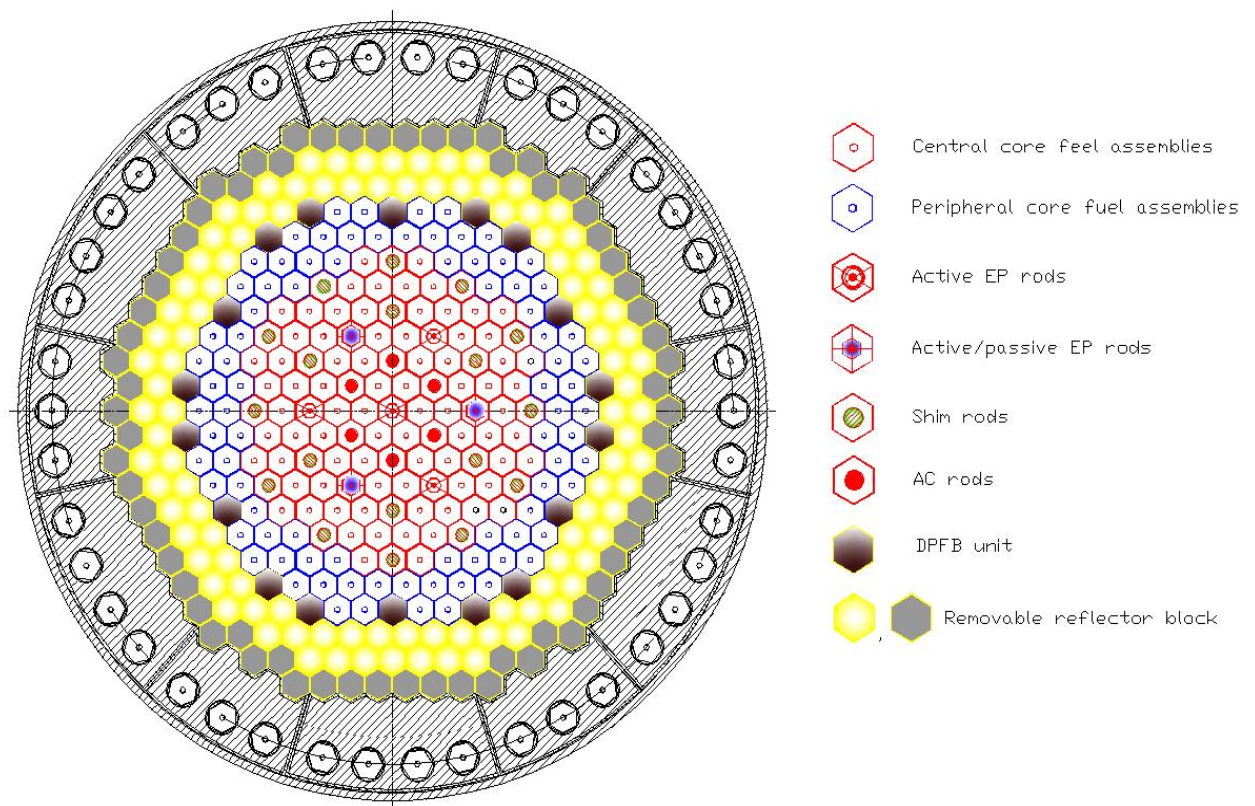 Central core feel assemblies
Peripheral core fuel assemblies
Active EP rods
Active/passive EP rods
Shim rods
AC rods
DPFB unit
, Removable reflector block